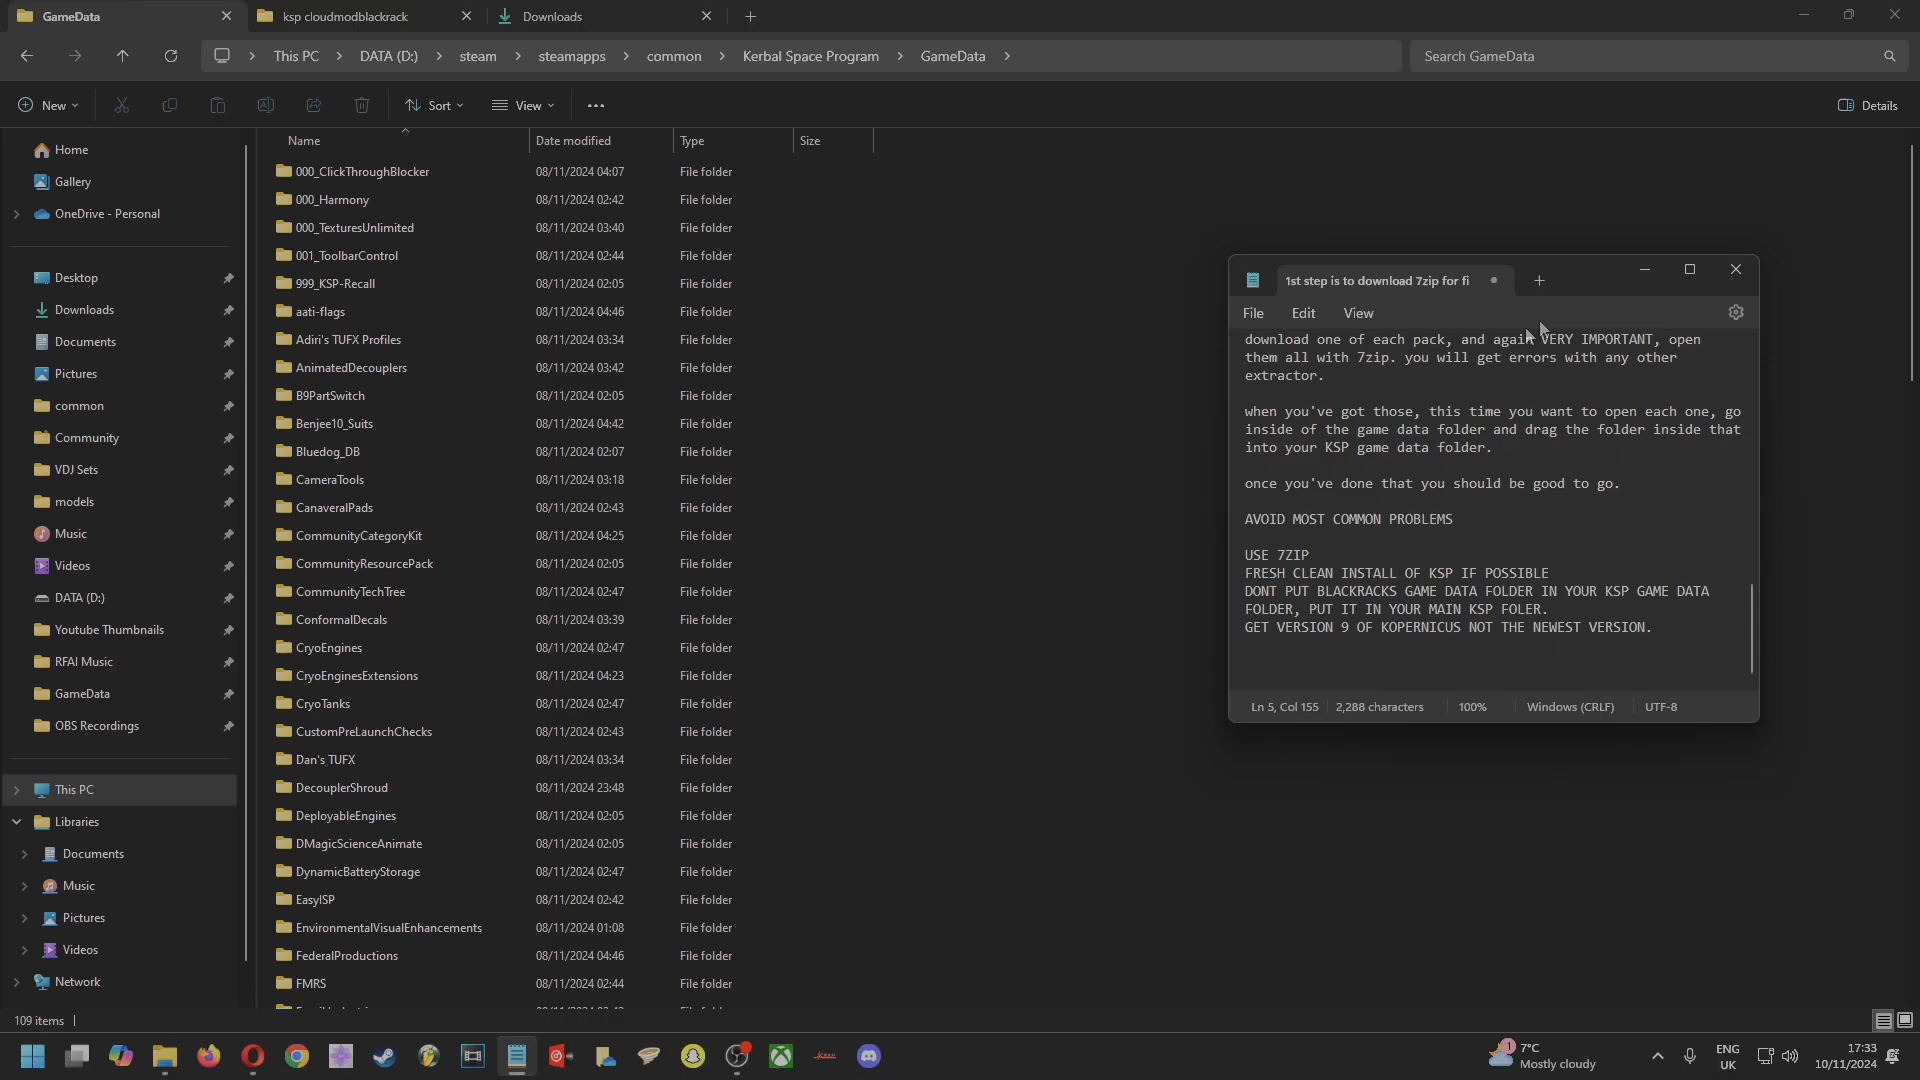 GameData
ksp cloudmodblackrack
Downloads
This PC > DATA (D:) > steam > steamapps > common > Kerbal Space Program > GameData >
Search GameData
New
Sort
View
Details
Home
Gallery
OneDrive - Personal
Desktop
Downloads
Documents
Pictures
common
Community
VDJ Sets
models
Music
Videos
DATA (D:)
Youtube Thumbnails
RFAI Music
GameData
OBS Recordings
This PC
Libraries
Documents
Music
Pictures
Videos
Network
Name Date modified Type Size
000_ClickThroughBlocker 08/11/2024 04:07 File folder
000_Harmony 08/11/2024 02:42 File folder
000_TexturesUnlimited 08/11/2024 03:40 File folder
001_ToolbarControl 08/11/2024 02:44 File folder
999_KSP-Recall 08/11/2024 02:05 File folder
aati-flags 08/11/2024 04:46 File folder
Adiri's TUFX Profiles 08/11/2024 03:34 File folder
AnimatedDecouplers 08/11/2024 03:42 File folder
B9PartSwitch 08/11/2024 02:05 File folder
Benjee10_Suits 08/11/2024 04:42 File folder
Bluedog_DB 08/11/2024 02:07 File folder
CameraTools 08/11/2024 03:18 File folder
CanaveralPads 08/11/2024 02:43 File folder
CommunityCategoryKit 08/11/2024 04:25 File folder
CommunityResourcePack 08/11/2024 02:05 File folder
CommunityTechTree 08/11/2024 02:47 File folder
ConformalDecals 08/11/2024 03:39 File folder
CryoEngines 08/11/2024 02:47 File folder
CryoEnginesExtensions 08/11/2024 04:23 File folder
CryoTanks 08/11/2024 02:47 File folder
CustomPreLaunchChecks 08/11/2024 02:43 File folder
Dan's TUFX 08/11/2024 03:34 File folder
DecouplerShroud 08/11/2024 23:48 File folder
DeployableEngines 08/11/2024 02:05 File folder
DMagicScienceAnimate 08/11/2024 02:05 File folder
DynamicBatteryStorage 08/11/2024 02:47 File folder
EasyISP 08/11/2024 02:42 File folder
EnvironmentalVisualEnhancements 08/11/2024 01:08 File folder
FederalProductions 08/11/2024 04:46 File folder
FMRS 08/11/2024 02:44 File folder
1st step is to download 7zip for fi
File Edit View
download one of each pack, and again VERY IMPORTANT, open
them all with 7zip. you will get errors with any other
extractor.
when you've got those, this time you want to open each one, go
inside of the game data folder and drag the folder inside that
into your KSP game data folder.
once you've done that you should be good to go.
AVOID MOST COMMON PROBLEMS
USE 7ZIP
FRESH CLEAN INSTALL OF KSP IF POSSIBLE
DONT PUT BLACKRACKS GAME DATA FOLDER IN YOUR KSP GAME DATA
FOLDER, PUT IT IN YOUR MAIN KSP FOLER.
GET VERSION 9 OF KOPERNICUS NOT THE NEWEST VERSION.
Ln 5, Col 155 2,288 characters 100% Windows (CRLF) UTF-8
109 items
1
7°C
Mostly cloudy
ENG
UK
17:33
10/11/2024